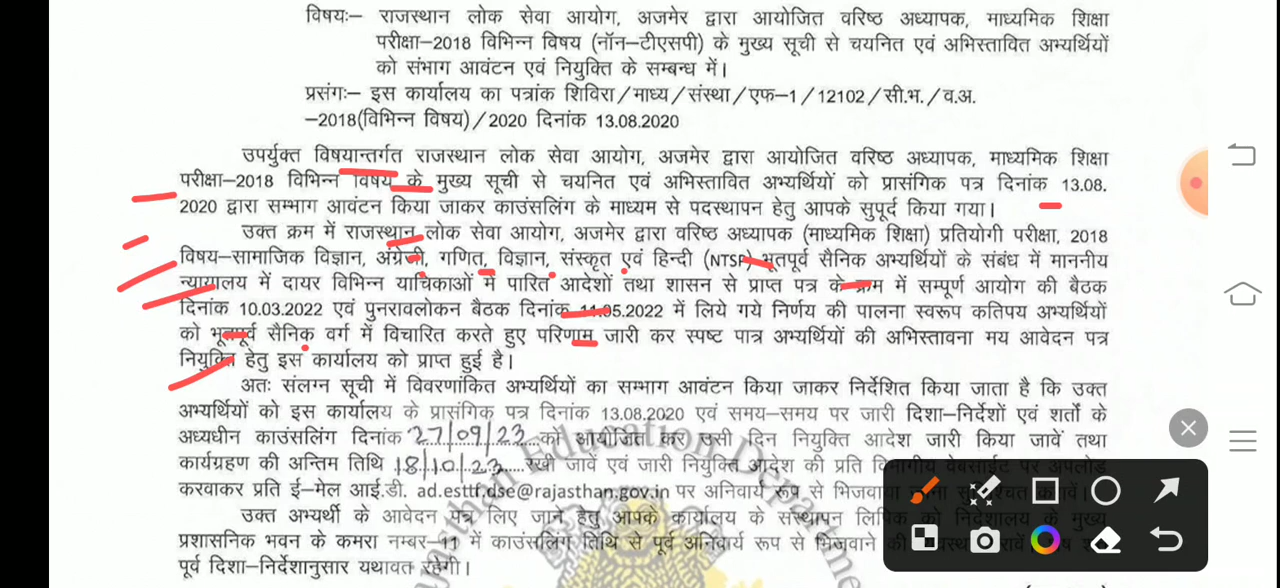 विषयः– राजस्थान लोक सेवा आयोग, अजमेर द्वारा आयोजित वरिष्ठ अध्यापक, माध्यमिक शिक्षा
परीक्षा–2018 विभिन्न विषय (नॉन–टीएसपी) के मुख्य सूची से चयनित एवं अभिस्तावित अभ्यर्थियों
को संभाग आवंटन एवं नियुक्ति के सम्बन्ध में।
प्रसंगः– इस कार्यालय का पत्रांक शिविरा/माध्य/संस्था/एफ–1/12102/सी.भ./व.अ.
–2018(विभिन्न विषय)/2020 दिनांक 13.08.2020
उपर्युक्त विषयान्तर्गत राजस्थान लोक सेवा आयोग, अजमेर द्वारा आयोजित वरिष्ठ अध्यापक, माध्यमिक शिक्षा
परीक्षा–2018 विभिन्न विषय के मुख्य सूची से चयनित एवं अभिस्तावित अभ्यर्थियों को प्रासंगिक पत्र दिनांक 13.08.
2020 द्वारा सम्भाग आवंटन किया जाकर काउंसलिंग के माध्यम से पदस्थापन हेतु आपके सुपूर्द किया गया।
उक्त क्रम में राजस्थान लोक सेवा आयोग, अजमेर द्वारा वरिष्ठ अध्यापक (माध्यमिक शिक्षा) प्रतियोगी परीक्षा, 2018
विषय–सामाजिक विज्ञान, अंग्रेजी, गणित, विज्ञान, संस्कृत एवं हिन्दी (NTSP) भूतपूर्व सैनिक अभ्यर्थियों के संबंध में माननीय
न्यायालय में दायर विभिन्न याचिकाओं में पारित आदेशों तथा शासन से प्राप्त पत्र के क्रम में सम्पूर्ण आयोग की बैठक
दिनांक 10.03.2022 एवं पुनरावलोकन बैठक दिनांक 11.05.2022 में लिये गये निर्णय की पालना स्वरूप कतिपय अभ्यर्थियों
को भूतपूर्व सैनिक वर्ग में विचारित करते हुए परिणाम जारी कर स्पष्ट पात्र अभ्यर्थियों की अभिस्तावना मय आवेदन पत्र
नियुक्ति हेतु इस कार्यालय को प्राप्त हुई है।
अतः संलग्न सूची में विवरणांकित अभ्यर्थियों का सम्भाग आवंटन किया जाकर निर्देशित किया जाता है कि उक्त
अभ्यर्थियों को इस कार्यालय के प्रासंगिक पत्र दिनांक 13.08.2020 एवं समय–समय पर जारी दिशा–निर्देशों एवं शर्तो के
अध्यधीन काउंसलिंग दिनांक 27/09/23 को आयोजित कर उसी दिन नियुक्ति आदेश जारी किया जावें तथा
कार्यग्रहण की अन्तिम तिथि 18/10/23 रखी जावें एवं जारी नियुक्ति आदेश की प्रति विभागीय वेबसाईट पर अपलोड
करवाकर प्रति ई–मेल आई.डी. ad.esttf.dse@rajasthan.gov.in पर अनिवार्य रूप से भिजवाया
उक्त अभ्यर्थी के आवेदन पत्र लिए जाने हेतु आपके कार्यालय के संस्थापन लिपिक को निदेशालय के मुख्य
प्रशासनिक भवन के कमरा नम्बर–11 में काउंसलिंग तिथि से पूर्व अनिवार्य रूप से भिजवाने की
पूर्व दिशा–निर्देशानुसार यथावत रहेगी।